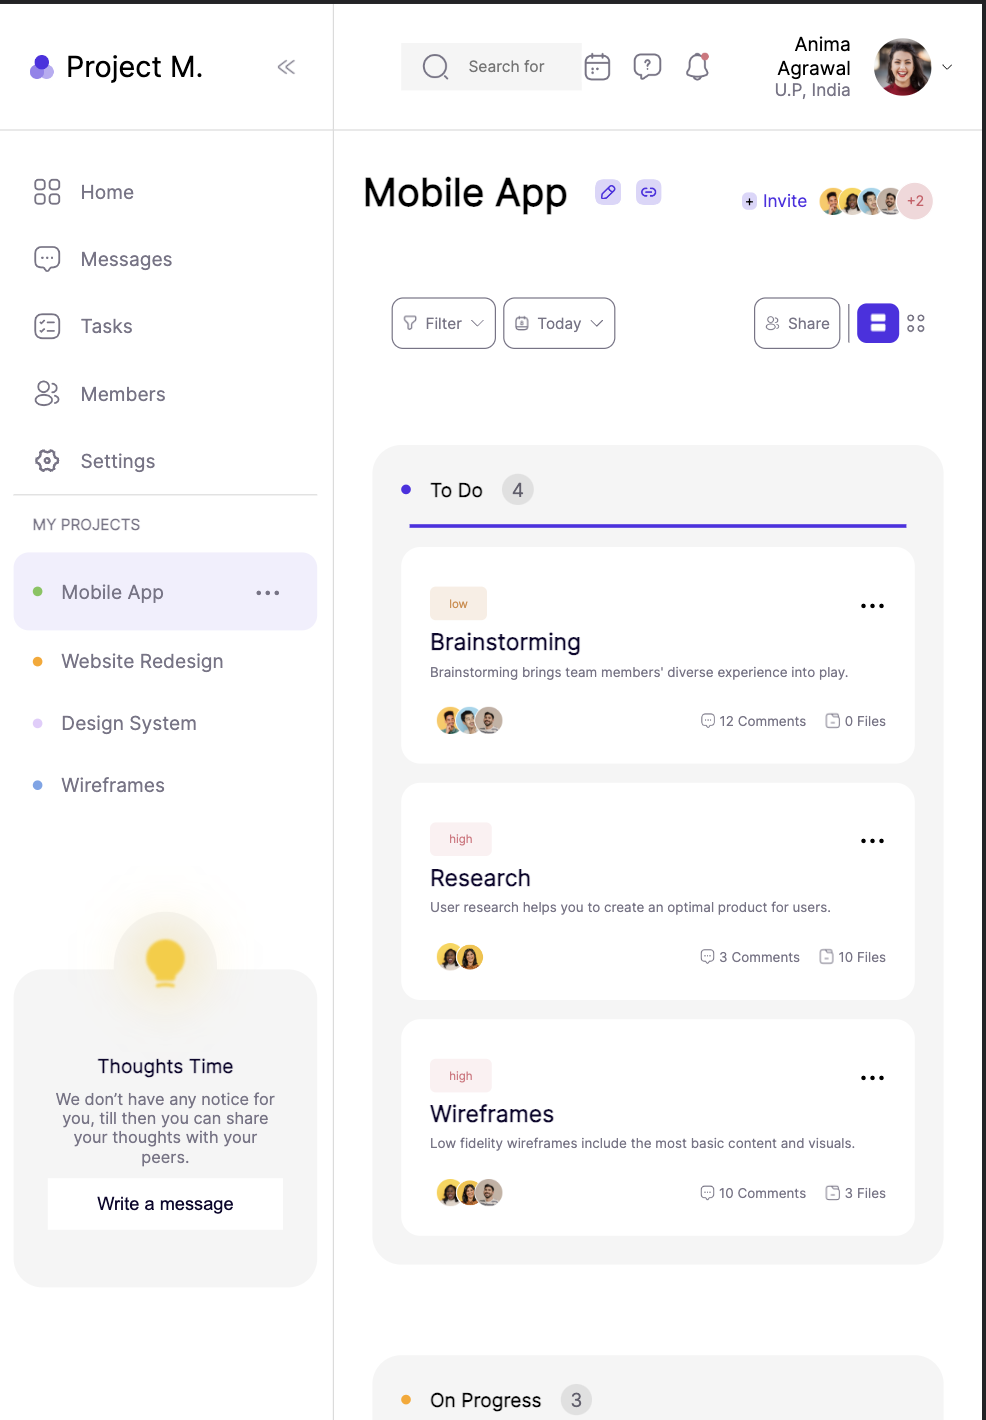 Project M.
Search for
Anima
Agrawal
U.P, India
Home
Messages
Tasks
Members
Settings
MY PROJECTS
Mobile App
Website Redesign
Design System
Wireframes
Thoughts Time
We don’t have any notice for
you, till then you can share
your thoughts with your
peers.
Write a message
Mobile App
Invite
+2
Filter
Today
Share
To Do 4
low
Brainstorming
Brainstorming brings team members' diverse experience into play.
12 Comments 0 Files
high
Research
User research helps you to create an optimal product for users.
3 Comments 10 Files
high
Wireframes
Low fidelity wireframes include the most basic content and visuals.
10 Comments 3 Files
On Progress 3